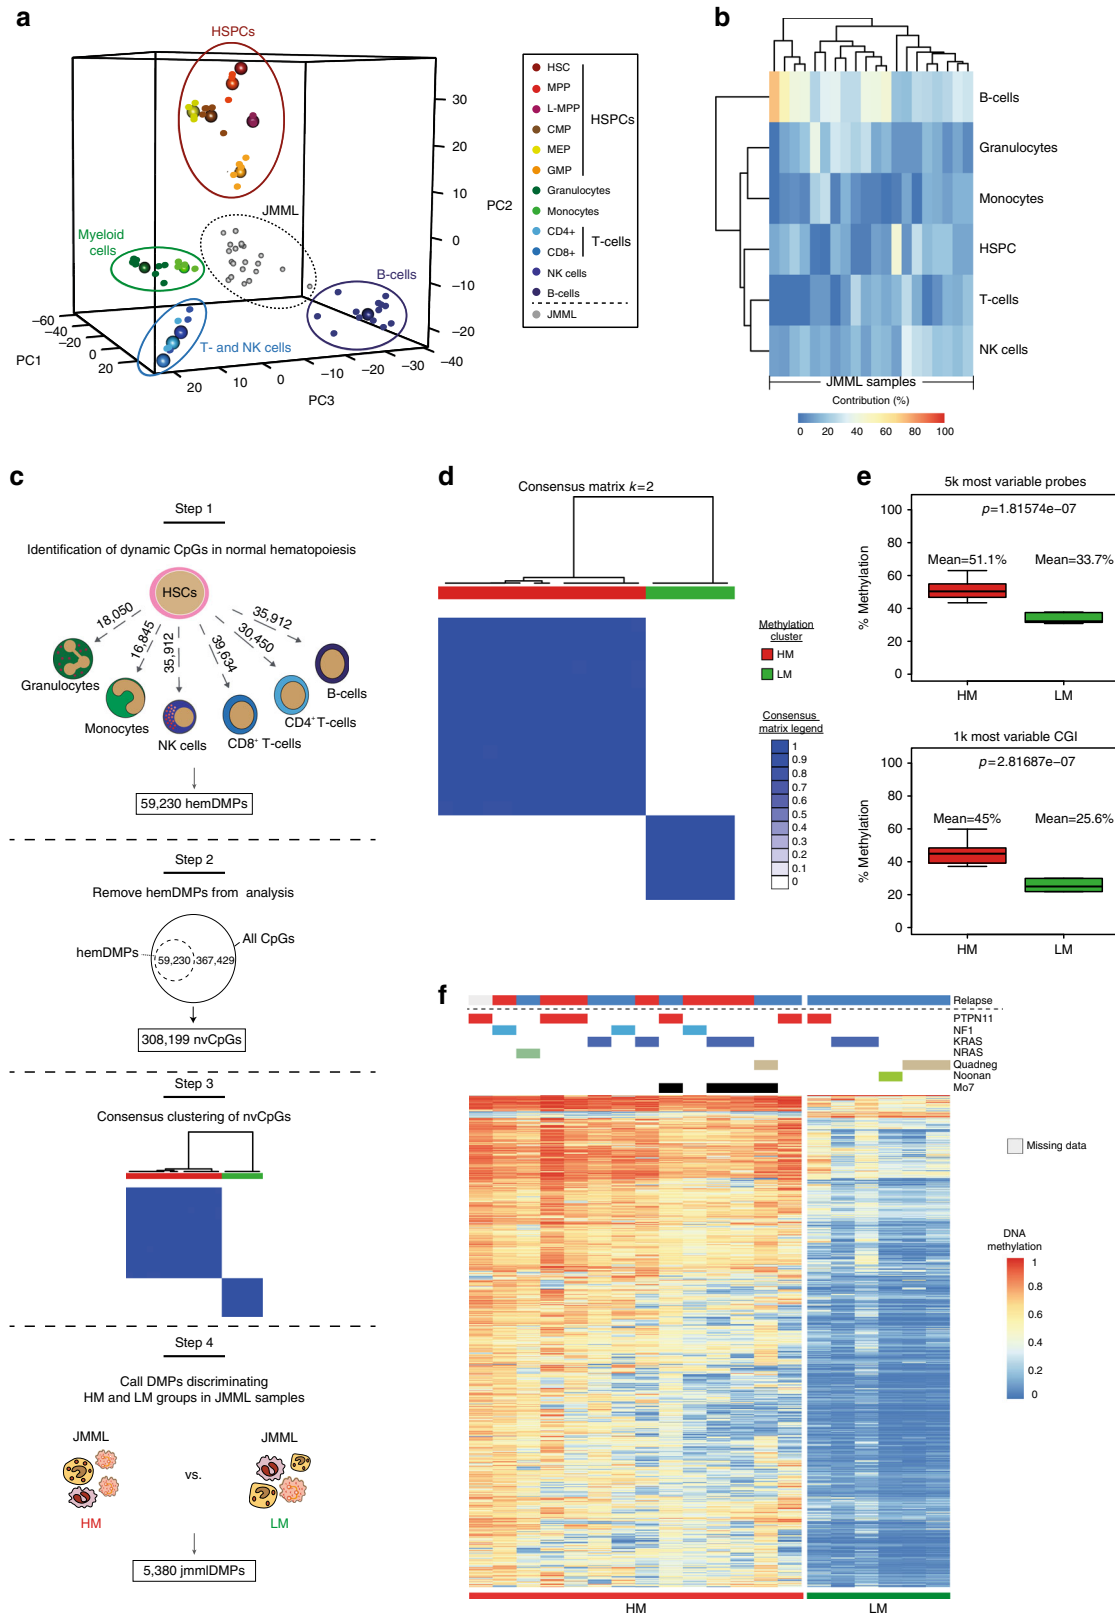 a
HSPCs
30
20
10
PC2
0
−10
−20
JMML
Myeloid
cells
B-cells
T- and NK cells
−60
−40
−20
0
20
PC1
20
10
0
−10
−20
−30
−40
PC3
HSC
MPP
L-MPP
CMP
MEP
GMP
HSPCs
Granulocytes
Monocytes
CD4+
CD8+
T-cells
NK cells
B-cells
JMML
b
B-cells
Granulocytes
Monocytes
HSPC
T-cells
NK cells
JMML samples
Contribution (%)
0 20 40 60 80 100
c
Step 1
Identification of dynamic CpGs in normal hematopoiesis
HSCs
18,050
16,845
35,912
39,634
30,450
35,912
Granulocytes
Monocytes
NK cells
CD8+ T-cells
CD4+ T-cells
B-cells
59,230 hemDMPs
Step 2
Remove hemDMPs from analysis
hemDMPs
All CpGs
59,230
367,429
308,199 nvCpGs
Step 3
Consensus clustering of nvCpGs
Step 4
Call DMPs discriminating
HM and LM groups in JMML samples
JMML
vs.
JMML
HM
LM
5,380 jmmlDMPs
d
Consensus matrix k=2
Methylation
cluster
HM
LM
Consensus
matrix legend
1
0.9
0.8
0.7
0.6
0.5
0.4
0.3
0.2
0.1
0
e
5k most variable probes
p=1.81574e−07
Mean=51.1%
Mean=33.7%
% Methylation
100
80
60
40
20
0
HM
LM
1k most variable CGI
p=2.81687e−07
Mean=45%
Mean=25.6%
% Methylation
100
80
60
40
20
0
HM
LM
f
Relapse
PTPN11
NF1
KRAS
NRAS
Quadneg
Noonan
Mo7
Missing data
DNA
methylation
1
0.8
0.6
0.4
0.2
0
HM
LM